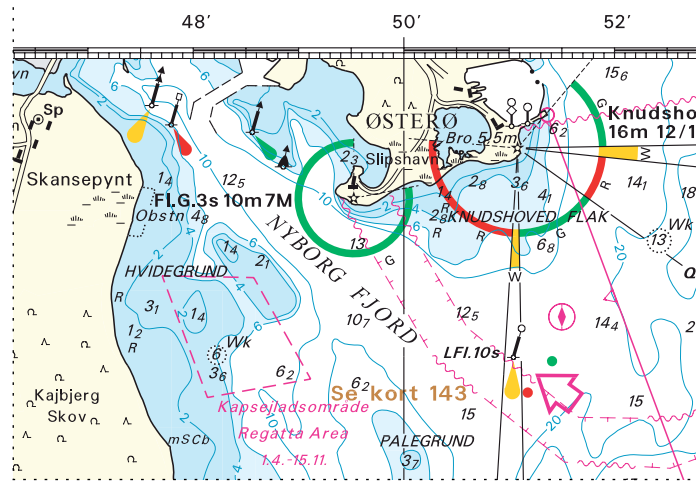 48'
50'
52'
vn
Sp
Skansepynt
ØSTERØ
Bro.5,5m
Slipshavn
Knudsho
16m 12/1
Fl.G.3s 10m7M
Obstn
KNUDSHOVED FLAK
Wk
NYBORG FJORD
HVIDEGRUND
LFl.10s
Wk
Se kort 143
Kajbjerg
Skov
Kapsejladsområde
Regatta Area
1.4.-15.11.
mSCb
PALEGRUND